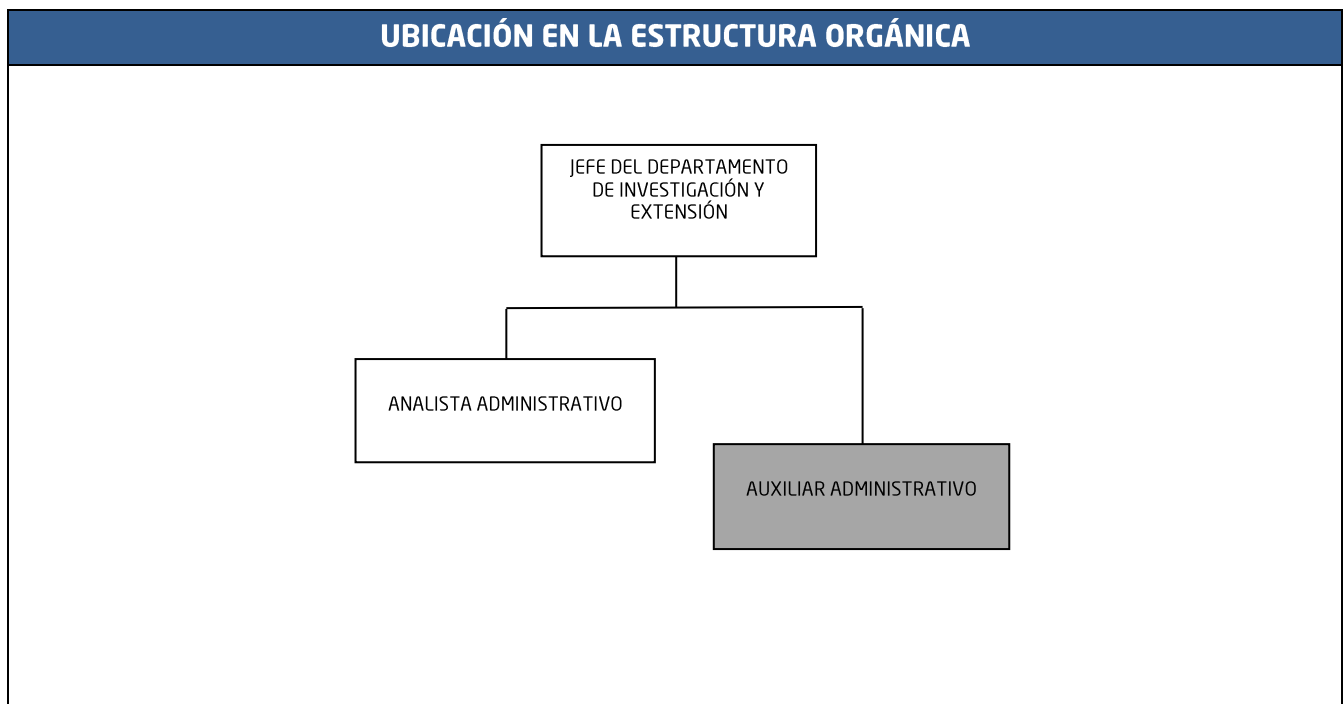 UBICACIÓN EN LA ESTRUCTURA ORGÁNICA
JEFE DEL DEPARTAMENTO
DE INVESTIGACIÓN Y
EXTENSIÓN
ANALISTA ADMINISTRATIVO
AUXILIAR ADMINISTRATIVO